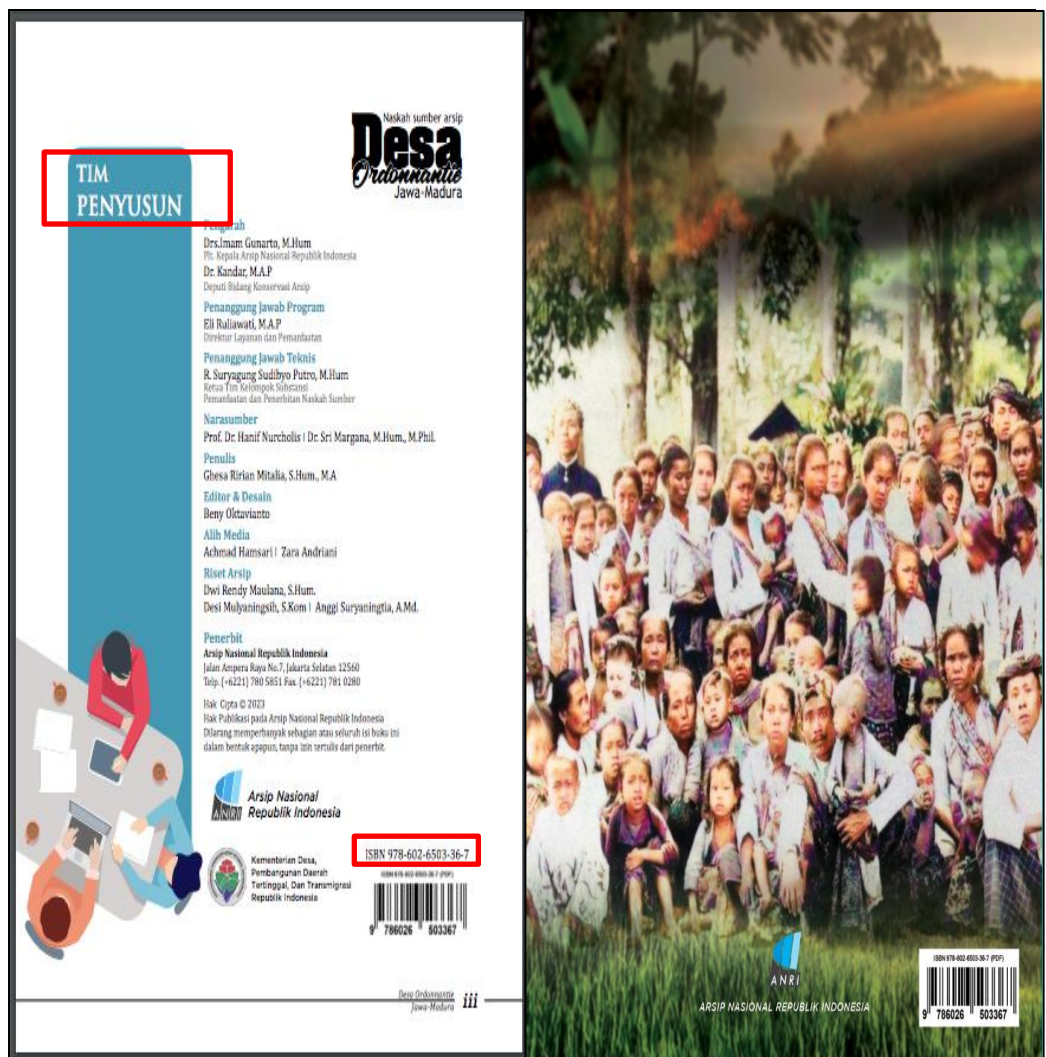 Naskah sumber arsip
Desa
Ordonnantie
Jawa-Madura
TIM
PENYUSUN
Pengarah
Drs.Imam Gunarto, M.Hum
Plt. Kepala Arsip Nasional Republik Indonesia
Dr. Kandar, M.A.P
Deputi Bidang Konservasi Arsip
Penanggung Jawab Program
Eli Ruliawati, M.A.P
Direktur Layanan dan Pemanfaatan
Penanggung Jawab Teknis
R. Suryagung Sudibyo Putro, M.Hum
Ketua Tim Kelompok Substansi
Pemanfaatan dan Penerbitan Naskah Sumber
Narasumber
Prof. Dr. Hanif Nurcholis | Dr. Sri Margana, M.Hum., M.Phil.
Penulis
Ghesa Ririan Mitalia, S.Hum., M.A
Editor & Desain
Beny Oktavianto
Alih Media
Achmad Hamsari | Zara Andriani
Riset Arsip
Dwi Rendy Maulana, S.Hum.
Desi Mulyaningsih, S.Kom | Anggi Suryaningtia, A.Md.
Penerbit
Arsip Nasional Republik Indonesia
Jalan Ampera Raya No.7, Jakarta Selatan 12560
Telp. (+6221) 780 5851 Fax. (+6221) 781 0280
Hak Cipta © 2023
Hak Publikasi pada Arsip Nasional Republik Indonesia
Dilarang memperbanyak sebagian atau seluruh isi buku ini
dalam bentuk apapun, tanpa izin tertulis dari penerbit.
ANRI
Arsip Nasional
Republik Indonesia
Kementerian Desa,
Pembangunan Daerah
Tertinggal, Dan Transmigrasi
Republik Indonesia
ISBN 978-602-6503-36-7
ISBN 978-602-6503-36-7 (PDF)
9 786026 503367
Desa Ordonnantie
Jawa-Madura
iii
ANRI
ARSIP NASIONAL REPUBLIK INDONESIA
ISBN 978-602-6503-36-7 (PDF)
9 786026 503367